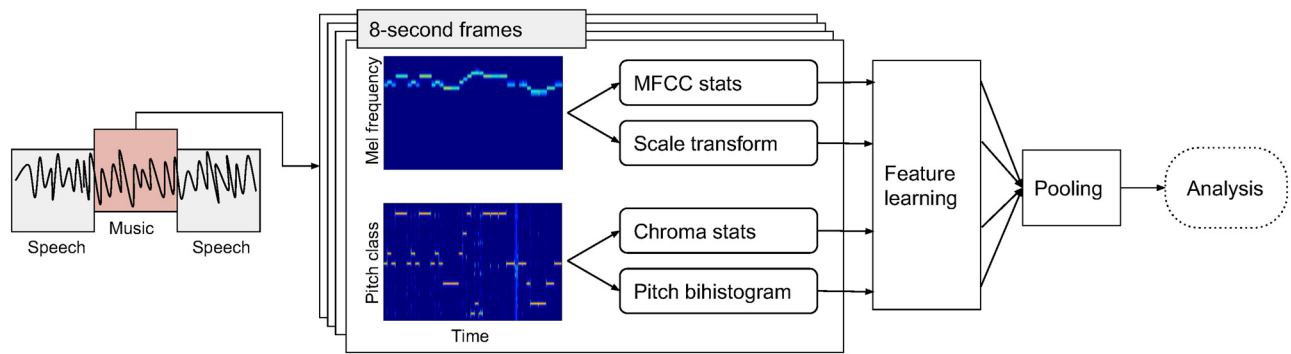 8-second frames
Mel frequency
MFCC stats
Scale transform
Pitch class
Chroma stats
Pitch bihistogram
Time
Speech
Music
Speech
Feature
learning
Pooling
Analysis